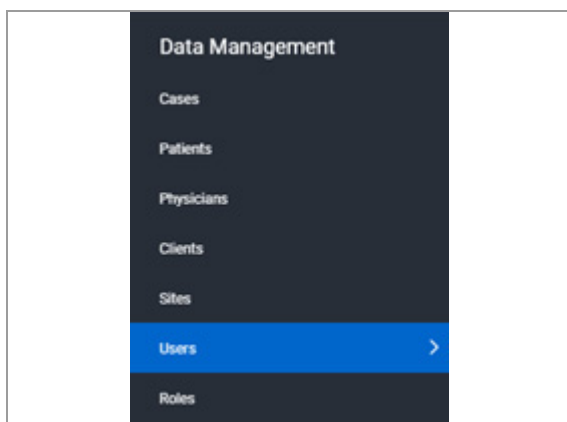 Data Management
Cases
Patients
Physicians
Clients
Sites
Users
Roles